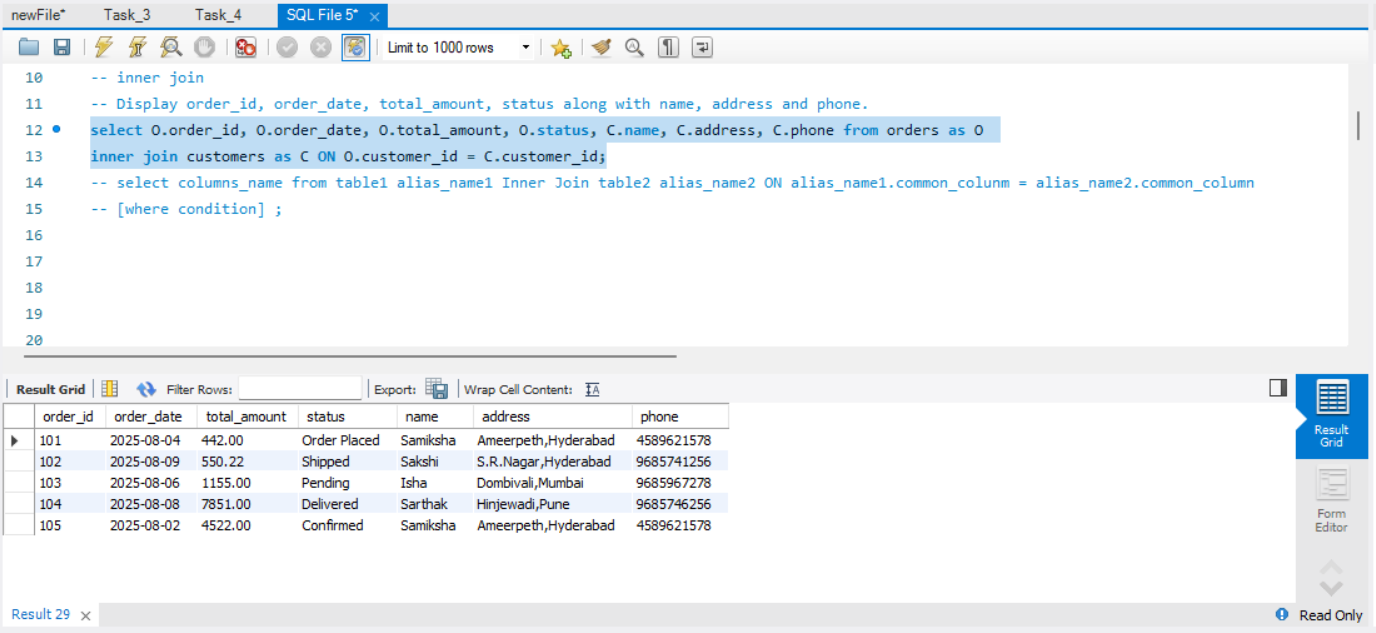 newFile* Task_3 Task_4 SQL File 5*
Limit to 1000 rows
10 -- inner join
11 -- Display order_id, order_date, total_amount, status along with name, address and phone.
12 select O.order_id, O.order_date, O.total_amount, O.status, C.name, C.address, C.phone from orders as O
13 inner join customers as C ON O.customer_id = C.customer_id;
14 -- select columns_name from table1 alias_name1 Inner Join table2 alias_name2 ON alias_name1.common_colunm = alias_name2.common_column
15 -- [where condition] ;
16
17
18
19
20
Result Grid Filter Rows: Export: Wrap Cell Content:
order_id order_date total_amount status name address phone
101 2025-08-04 442.00 Order Placed Samiksha Ameerpeth,Hyderabad 4589621578
102 2025-08-09 550.22 Shipped Sakshi S.R.Nagar,Hyderabad 9685741256
103 2025-08-06 1155.00 Pending Isha Dombivali,Mumbai 9685967278
104 2025-08-08 7851.00 Delivered Sarthak Hinjewadi,Pune 9685746256
105 2025-08-02 4522.00 Confirmed Samiksha Ameerpeth,Hyderabad 4589621578
Result
Grid
Form
Editor
Result 29 Read Only